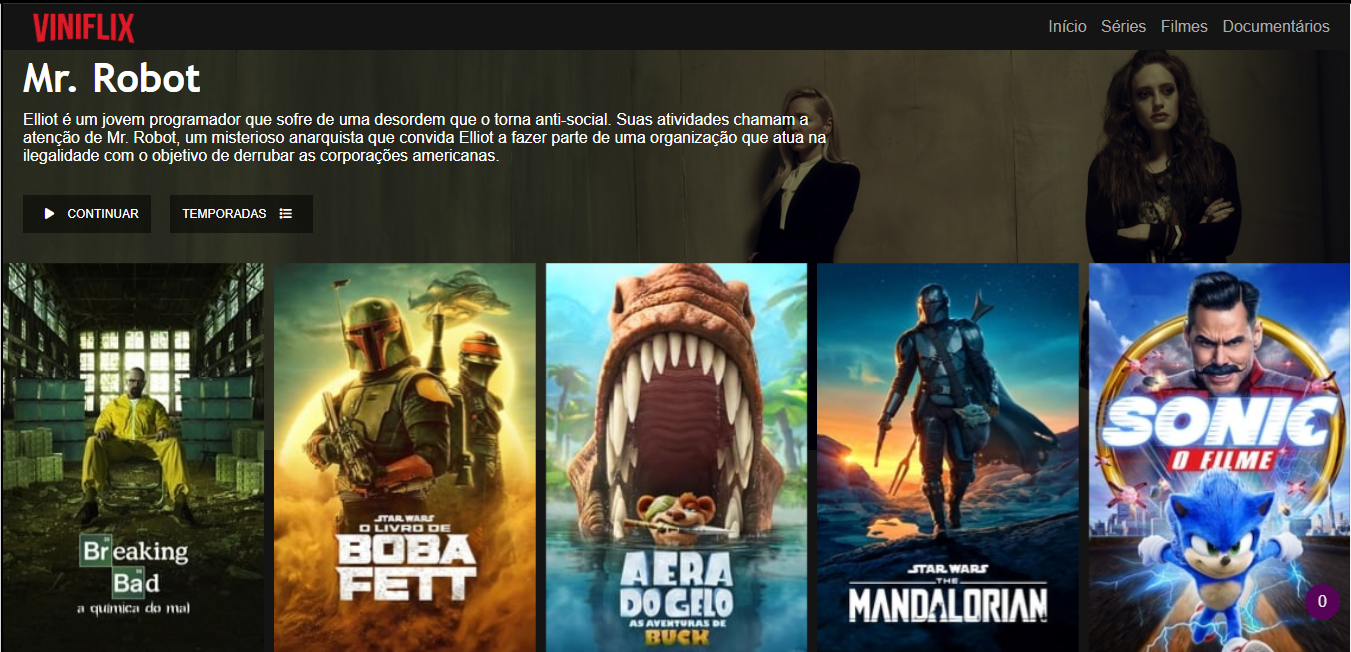 VINIFLIX
Início Séries Filmes Documentários
Mr. Robot
Elliot é um jovem programador que sofre de uma desordem que o torna anti-social. Suas atividades chamam a
atenção de Mr. Robot, um misterioso anarquista que convida Elliot a fazer parte de uma organização que atua na
ilegalidade com o objetivo de derrubar as corporações americanas.
CONTINUAR
TEMPORADAS
Breaking
Bad
a química do mal
STAR WARS
O LIVRO DE
BOBA
FETT
A ERA
DO GELO
AS AVENTURAS DE
BUCK
STAR WARS
THE
MANDALORIAN
SONIC
O FILME
0